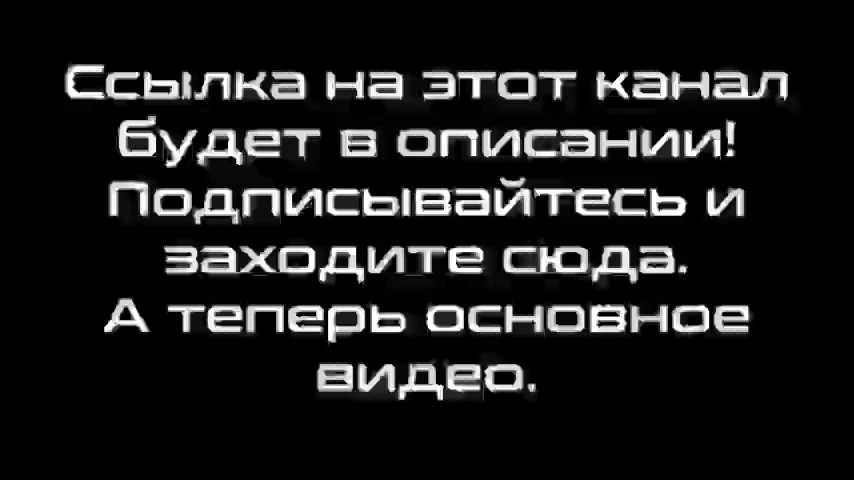 Ссылка на этот канал
будет в описании!
Подписывайтесь и
заходите сюда.
А теперь основное
видео.